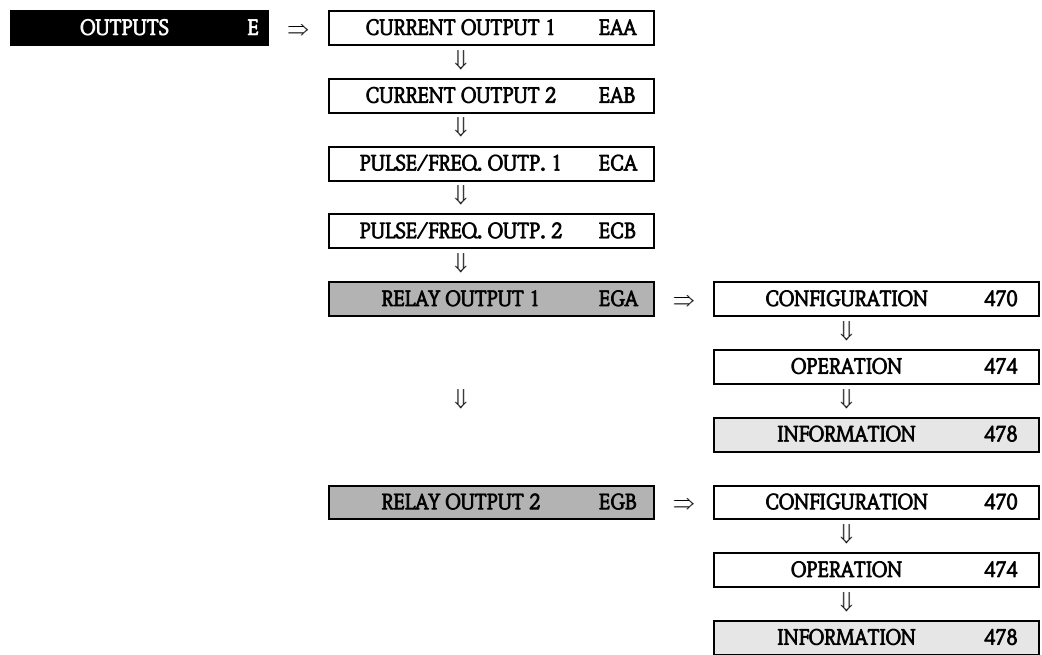 OUTPUTS E ⇒ CURRENT OUTPUT 1 EAA
⇓
CURRENT OUTPUT 2 EAB
⇓
PULSE/FREQ. OUTP. 1 ECA
⇓
PULSE/FREQ. OUTP. 2 ECB
⇓
RELAY OUTPUT 1 EGA ⇒ CONFIGURATION 470
⇓
OPERATION 474
⇓ ⇓
INFORMATION 478
RELAY OUTPUT 2 EGB ⇒ CONFIGURATION 470
⇓
OPERATION 474
⇓
INFORMATION 478